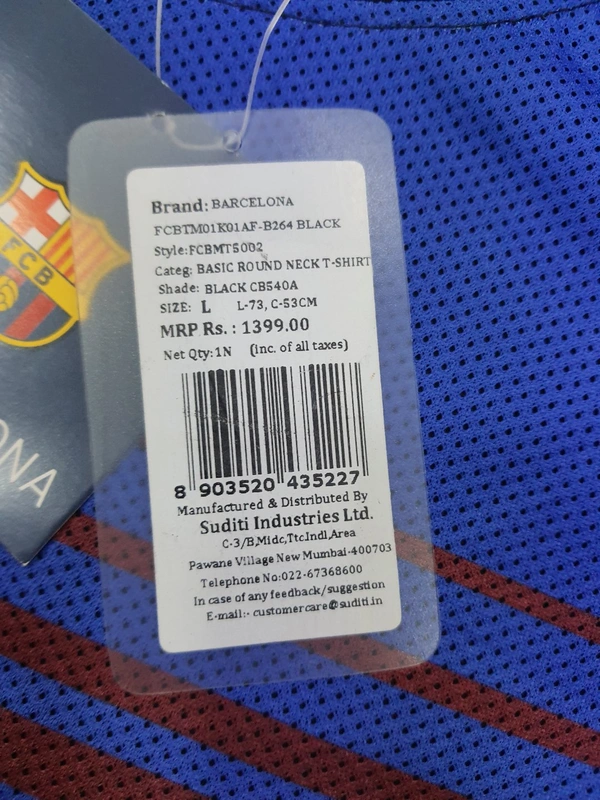 FCB
ONA
Brand: BARCELONA
FCBTM01K01AF-B264 BLACK
Style:FCBMTS002
Categ: BASIC ROUND NECK T-SHIRT
Shade: BLACK CB540A
SIZE: L L-73, C-53CM
MRP Rs. : 1399.00
Net Qty:1N (Inc. of all taxes)
8 903520 435227
Manufactured & Distributed By
Suditi Industries Ltd.
C-3/B,Midc,Ttc.Indl,Area
Pawane Village New Mumbai-400703
Telephone No:022-67368600
In case of any feedback/suggestion
E-mail:- customercare@suditi.in